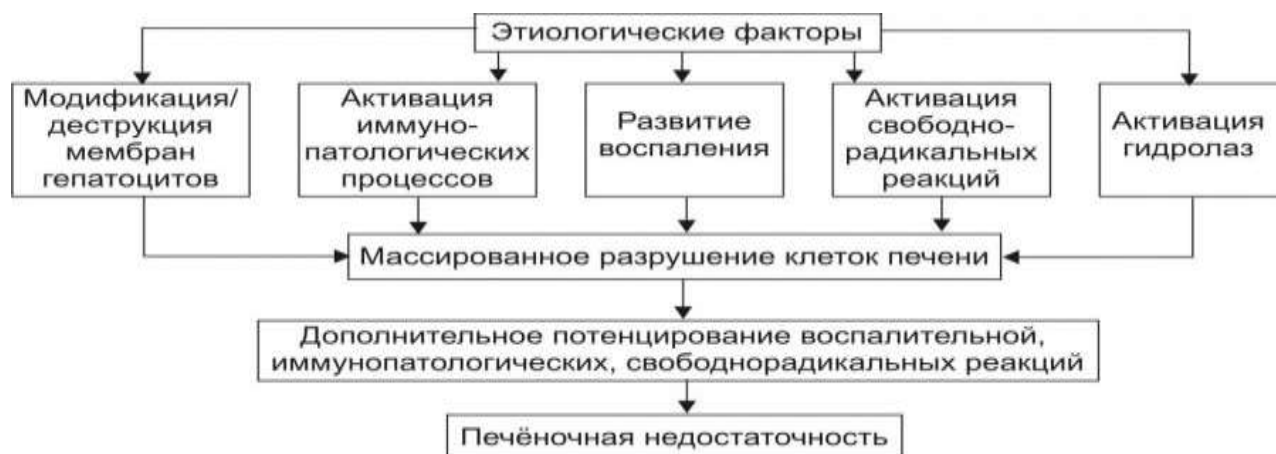 Этиологические факторы
Модификация/
деструкция
мембран
гепатоцитов
Активация
иммуно-
патологических
процессов
Развитие
воспаления
Активация
свободно-
радикальных
реакций
Активация
гидролаз
Массированное разрушение клеток печени
Дополнительное потенцирование воспалительной,
иммунопатологических, свободнорадикальных реакций
Печёночная недостаточность